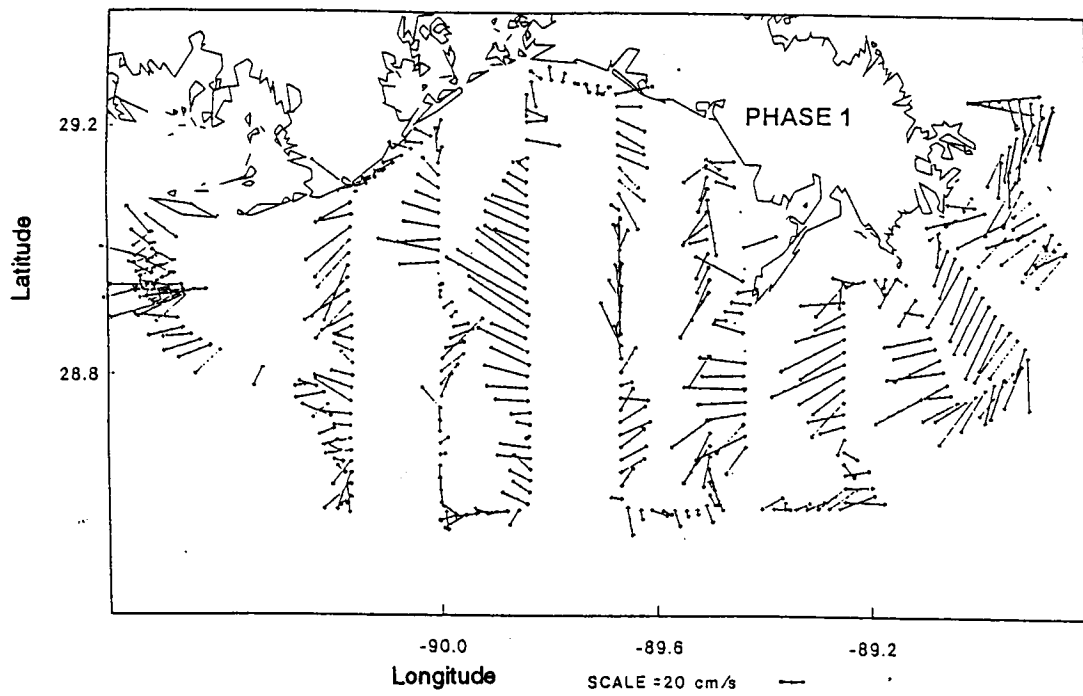 PHASE 1
29.2
Latitude
28.8
-90.0
-89.6
-89.2
Longitude
SCALE =20 cm/s